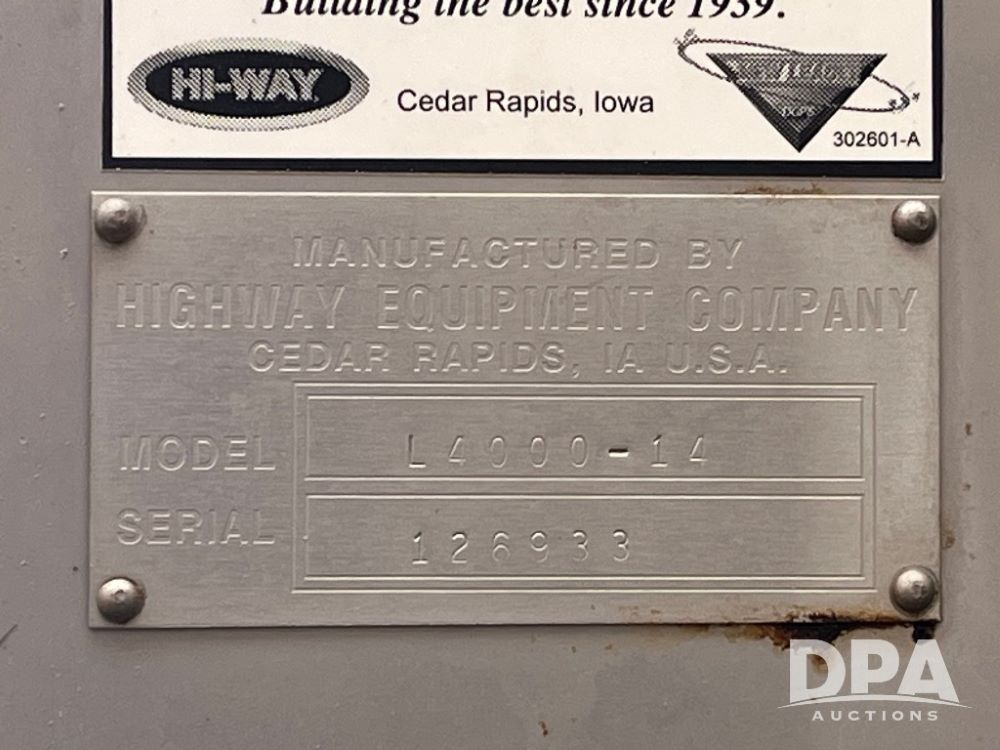 Building the best since 1939.
HI-WAY
Cedar Rapids, Iowa
DGPS
302601-A
MANUFACTURED BY
HIGHWAY EQUIPMENT COMPANY
CEDAR RAPIDS, IA U.S.A.
MODEL L4000-14
SERIAL 126933
DPA
AUCTIONS